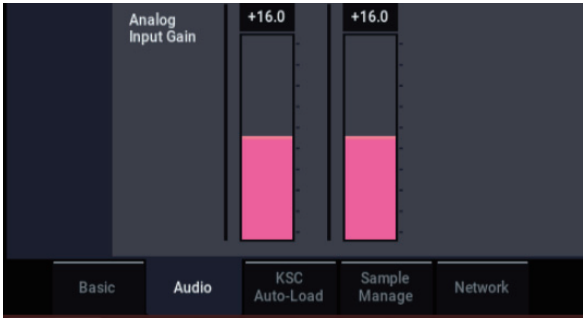 Analog
Input Gain
+16.0
+16.0
Basic
Audio
KSC
Auto-Load
Sample
Manage
Network